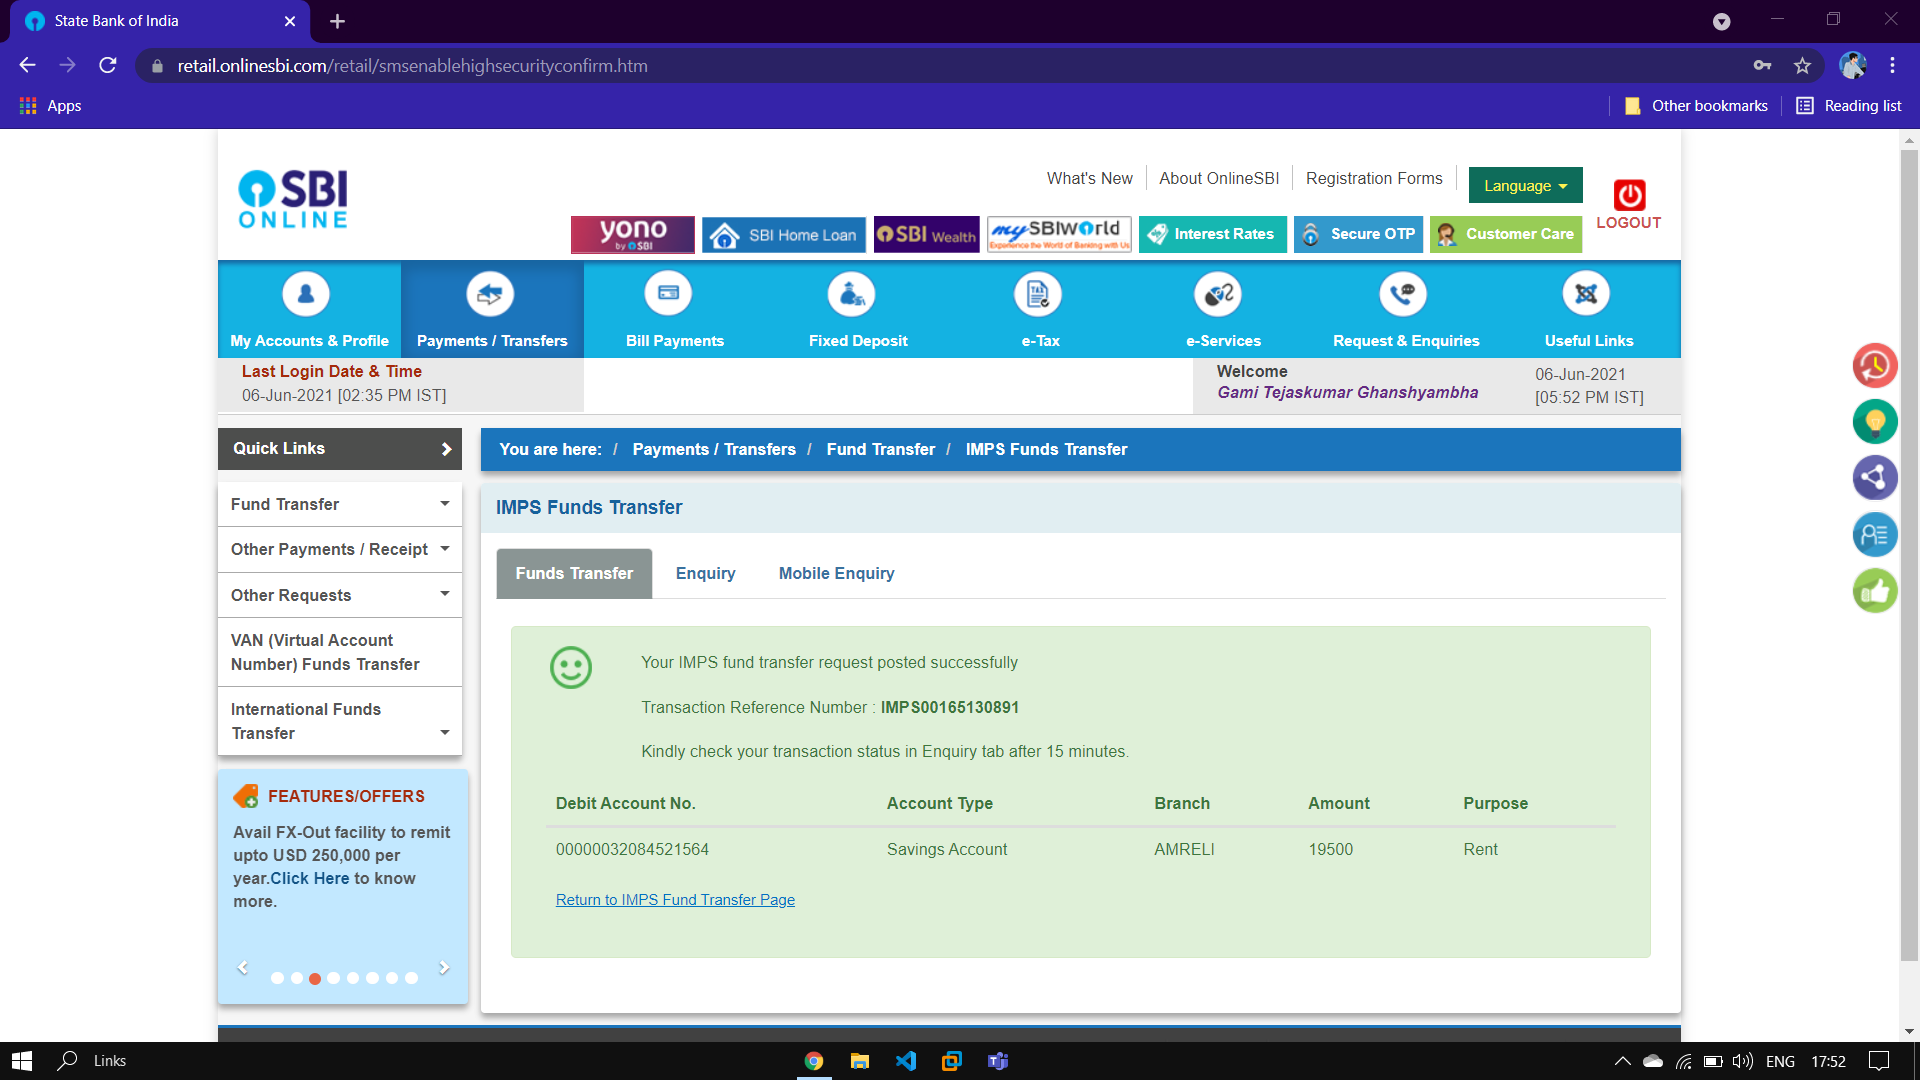 State Bank of India
retail.onlinesbi.com/retail/smsenablehighsecurityconfirm.htm
Apps
Other bookmarks
Reading list
SBI
ONLINE
What's New
About OnlineSBI
Registration Forms
Language
LOGOUT
yono
by SBI
SBI Home Loan
SBI Wealth
my SBIWorld
Experience the World of Banking with Us
Interest Rates
Secure OTP
Customer Care
My Accounts & Profile
Payments / Transfers
Bill Payments
Fixed Deposit
e-Tax
e-Services
Request & Enquiries
Useful Links
Last Login Date & Time
06-Jun-2021 [02:35 PM IST]
Welcome
Gami Tejaskumar Ghanshyambha
06-Jun-2021
[05:52 PM IST]
Quick Links
You are here: / Payments / Transfers / Fund Transfer / IMPS Funds Transfer
Fund Transfer
Other Payments / Receipt
Other Requests
VAN (Virtual Account
Number) Funds Transfer
International Funds
Transfer
FEATURES/OFFERS
Avail FX-Out facility to remit
upto USD 250,000 per
year.Click Here to know
more.
IMPS Funds Transfer
Funds Transfer
Enquiry
Mobile Enquiry
Your IMPS fund transfer request posted successfully
Transaction Reference Number : IMPS00165130891
Kindly check your transaction status in Enquiry tab after 15 minutes.
Debit Account No. Account Type Branch Amount Purpose
00000032084521564 Savings Account AMRELI 19500 Rent
Return to IMPS Fund Transfer Page
Links
ENG
17:52